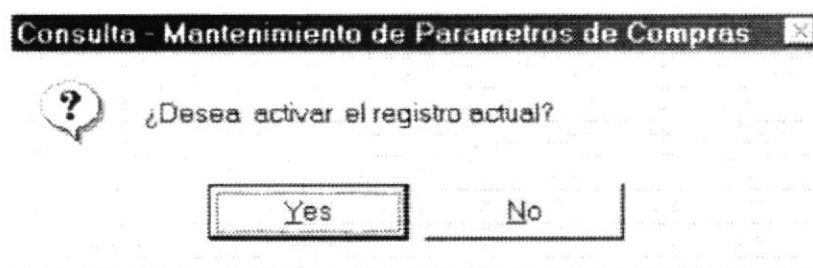 Consulta - Mantenimiento de Parametros de Compras
¿Desea activar el registro actual?
Yes
No